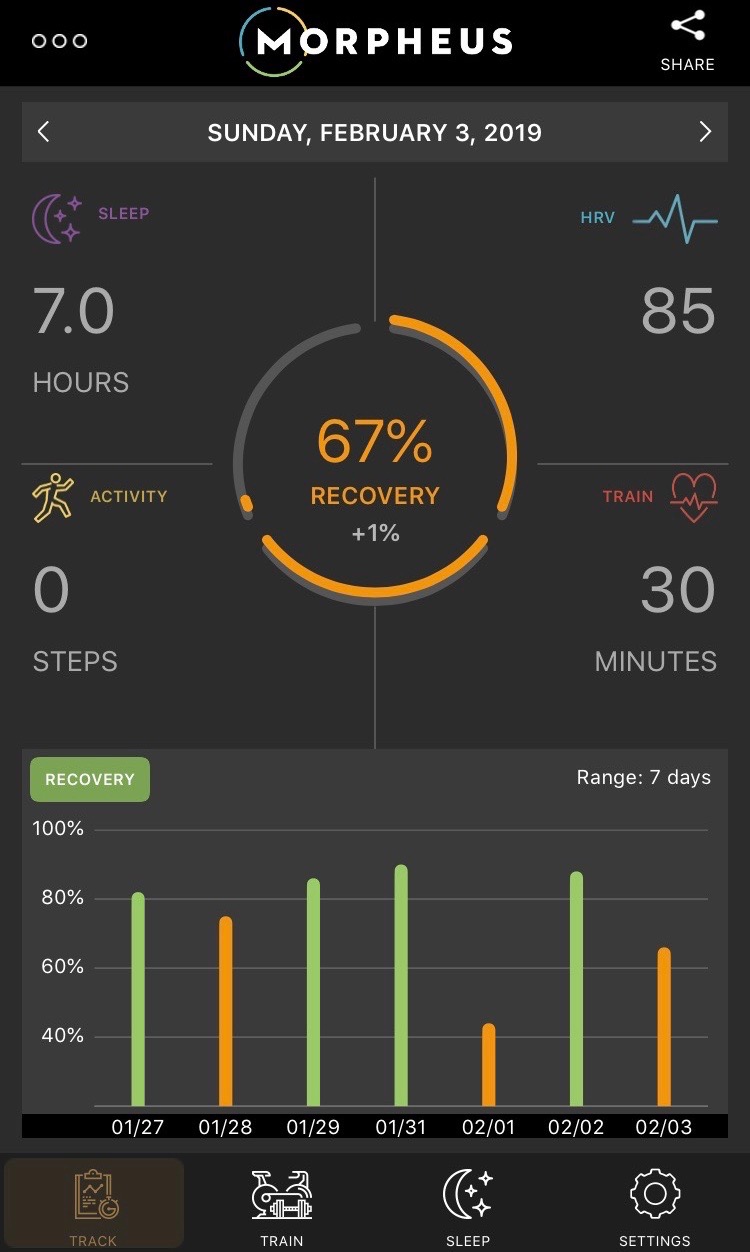 MORPHEUS
SHARE
SUNDAY, FEBRUARY 3, 2019
SLEEP
HRV
7.0
85
HOURS
67%
RECOVERY
+1%
ACTIVITY
TRAIN
0
30
STEPS
MINUTES
RECOVERY
Range: 7 days
100%
80%
60%
40%
01/27 01/28 01/29 01/31 02/01 02/02 02/03
TRACK TRAIN SLEEP SETTINGS